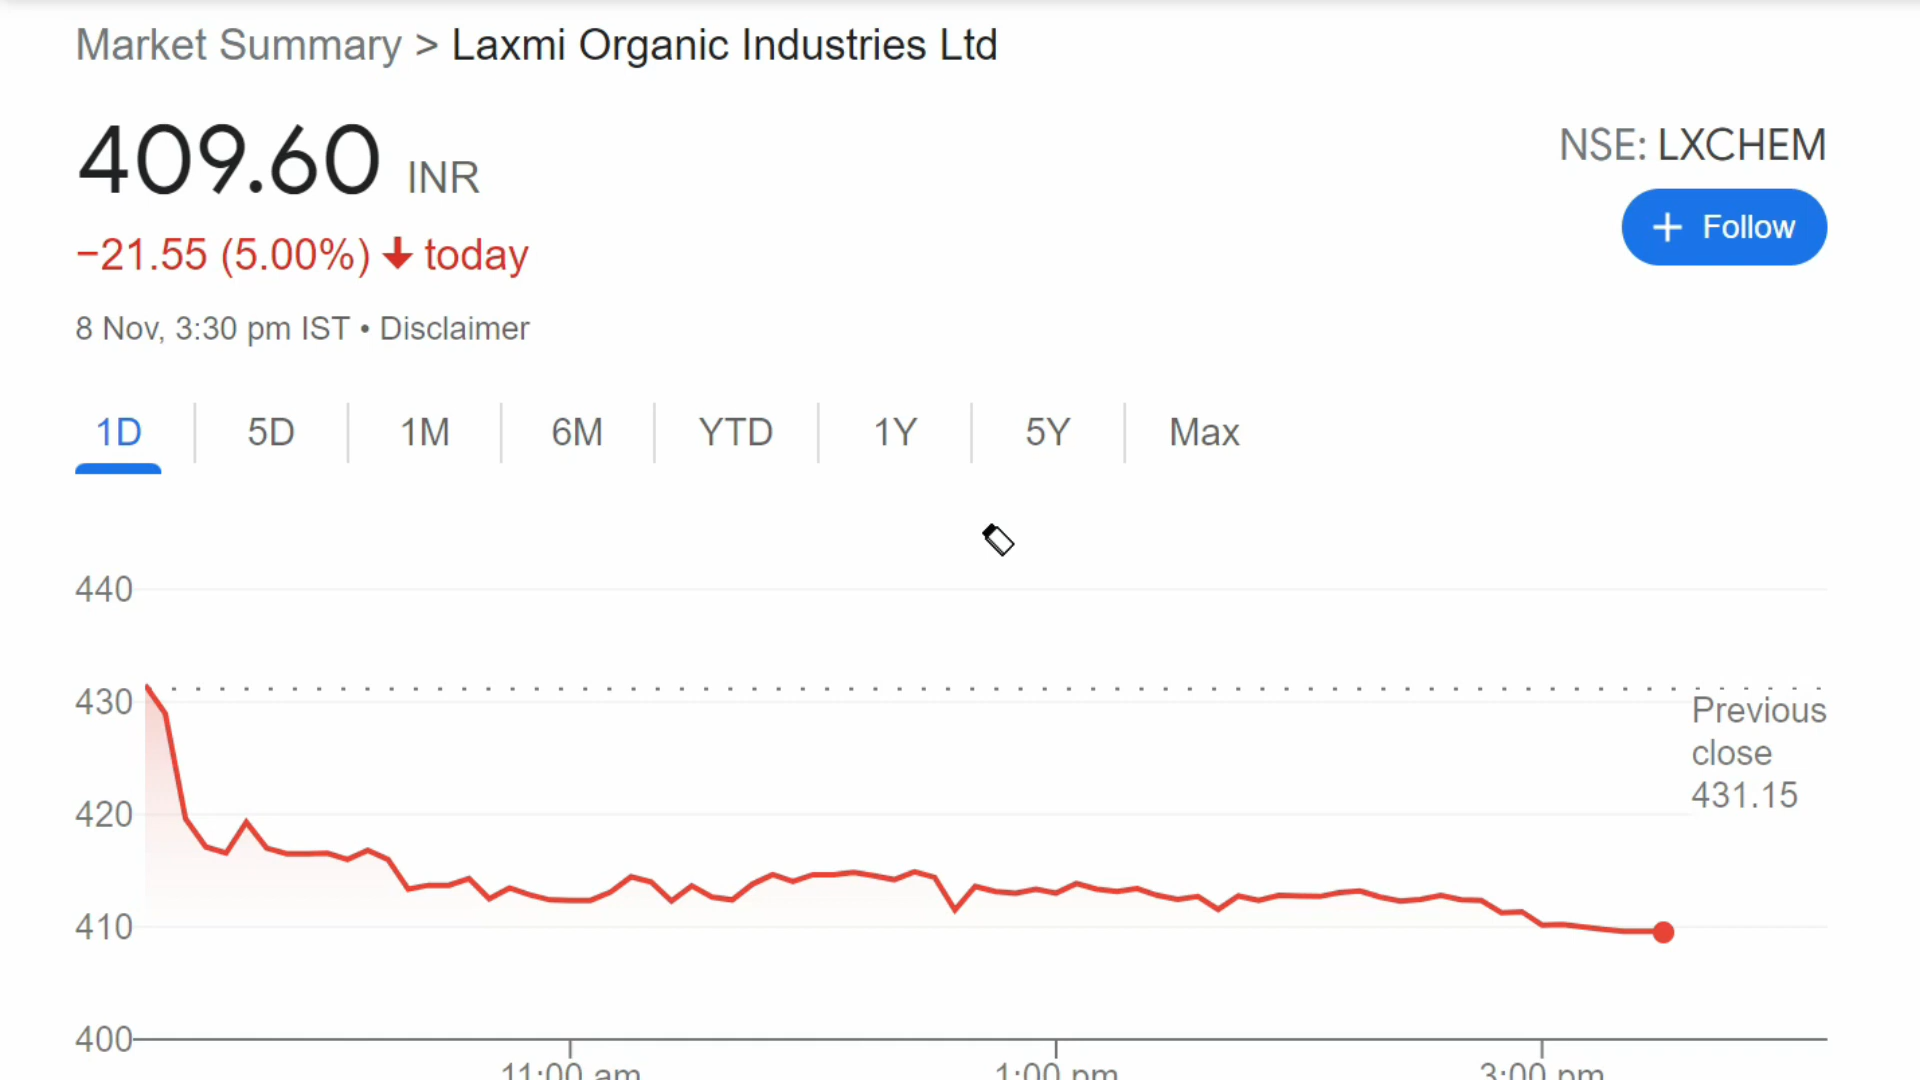 Market Summary > Laxmi Organic Industries Ltd
409.60 INR
NSE: LXCHEM
+ Follow
−21.55 (5.00%) ↓ today
8 Nov, 3:30 pm IST • Disclaimer
1D 5D 1M 6M YTD 1Y 5Y Max
440
430
420
410
400
Previous
close
431.15
11:00 am 1:00 pm 3:00 pm